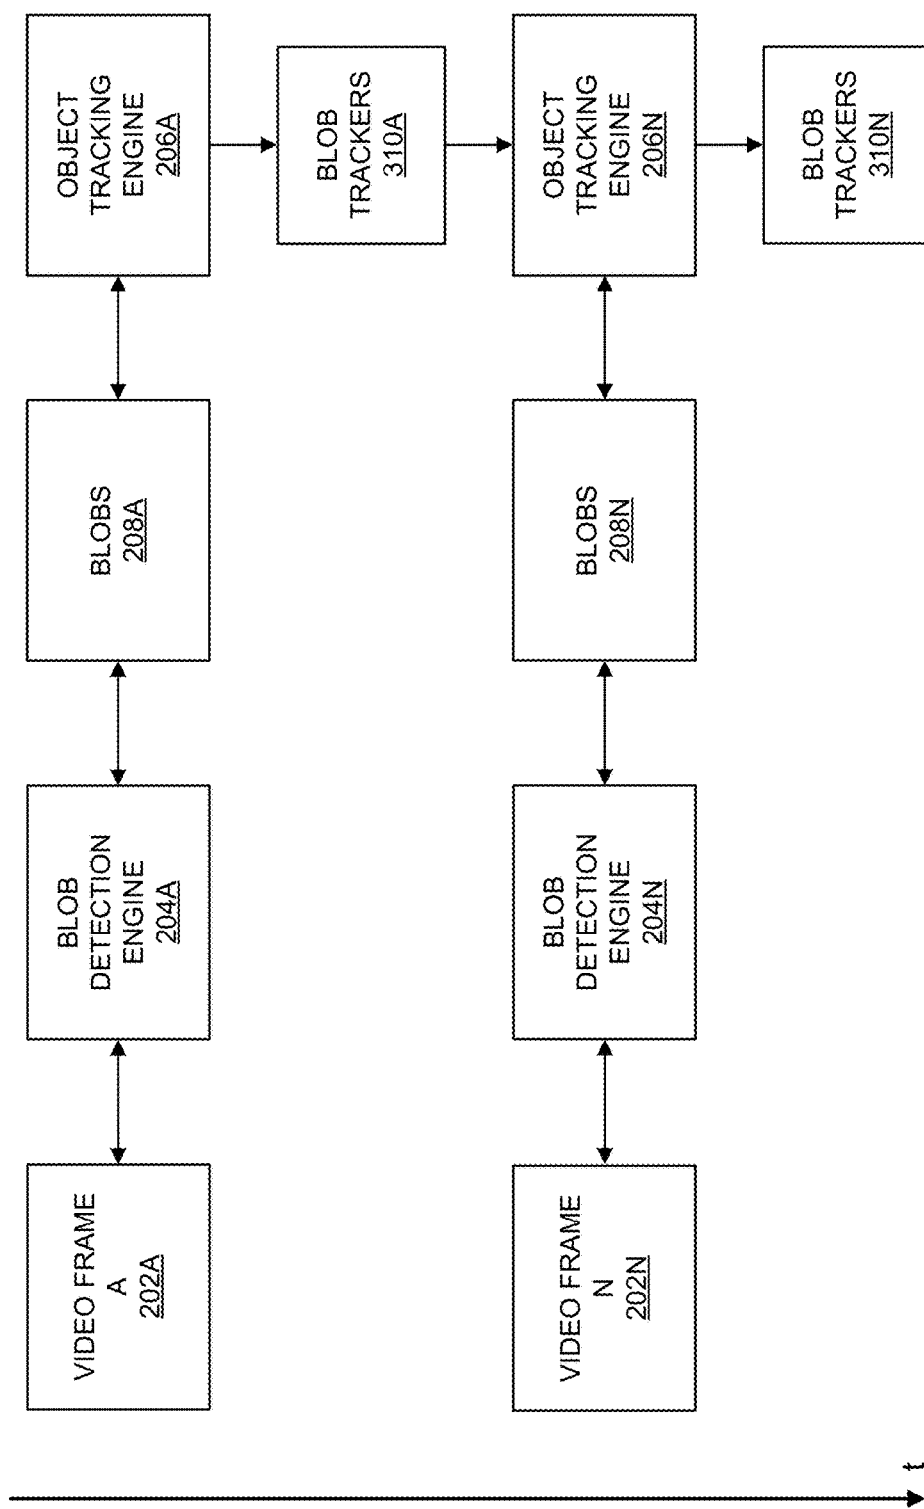 VIDEO FRAME
A
202A
BLOB
DETECTION
ENGINE
204A
BLOBS
208A
OBJECT
TRACKING
ENGINE
206A
BLOB
TRACKERS
310A
VIDEO FRAME
N
202N
BLOB
DETECTION
ENGINE
204N
BLOBS
208N
OBJECT
TRACKING
ENGINE
206N
BLOB
TRACKERS
310N
t